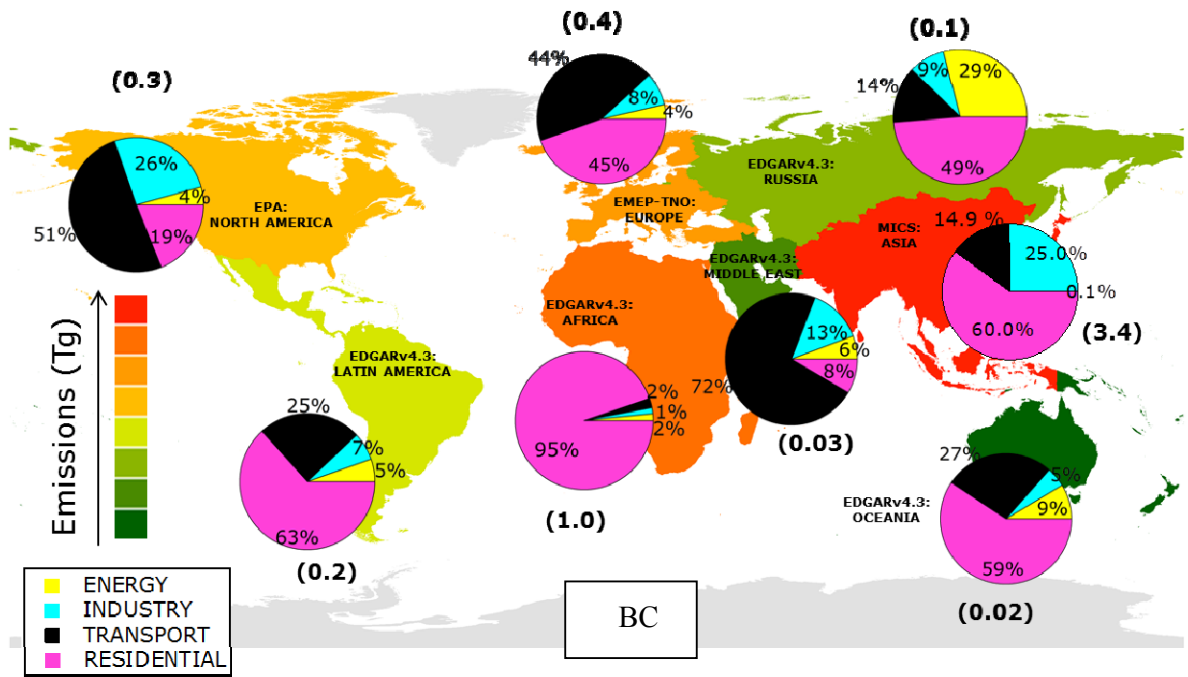 (0.4)
(0.1)
(0.3)
44%
8%
4%
45%
9%
29%
14%
49%
26%
4%
51%
19%
EPA:
NORTH AMERICA
EMEP-TNO:
EUROPE
EDGARv4.3:
RUSSIA
14.9 %
MICS:
ASIA
25.0%
0.1%
60.0%
(3.4)
EDGARv4.3:
MIDDLE EAST
13%
6%
8%
72%
(0.03)
EDGARv4.3:
AFRICA
2%
1%
2%
95%
(1.0)
EDGARv4.3:
LATIN AMERICA
25%
7%
5%
63%
(0.2)
27%
5%
9%
59%
EDGARv4.3:
OCEANIA
(0.02)
Emissions (Tg)
ENERGY
INDUSTRY
TRANSPORT
RESIDENTIAL
BC